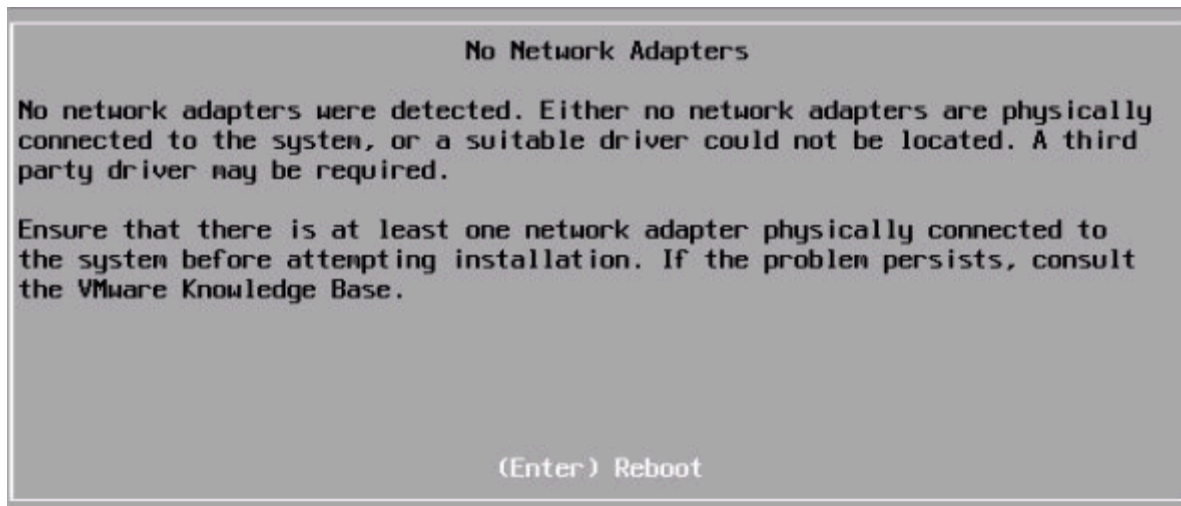 No Network Adapters
No network adapters were detected. Either no network adapters are physically
connected to the system, or a suitable driver could not be located. A third
party driver may be required.
Ensure that there is at least one network adapter physically connected to
the system before attempting installation. If the problem persists, consult
the VMware Knowledge Base.
(Enter) Reboot